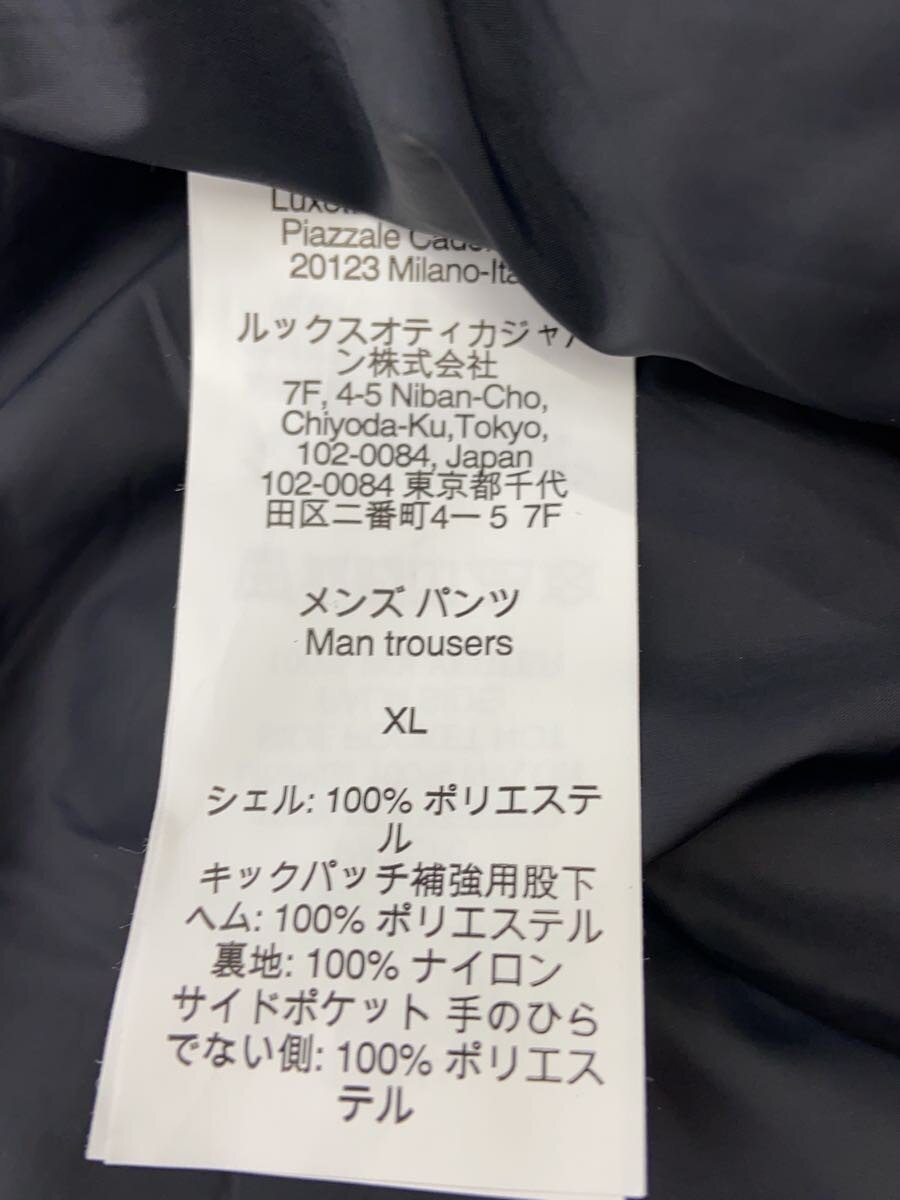 Piazzale
20123 Milano-Ita
ルックスオティカジャパ
ン株式会社
7F, 4-5 Niban-Cho,
Chiyoda-Ku,Tokyo,
102-0084, Japan
102-0084 東京都千代
田区二番町4ー5 7F
メンズ パンツ
Man trousers
XL
シェル: 100% ポリエステ
ル
キックパッチ補強用股下
ヘム: 100% ポリエステル
裏地: 100% ナイロン
サイドポケット 手のひら
でない側: 100% ポリエス
テル